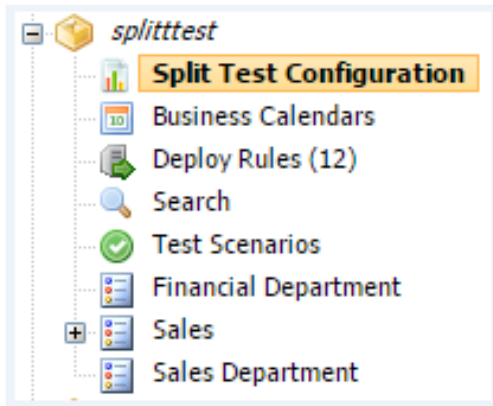 splitttest
Split Test Configuration
Business Calendars
Deploy Rules (12)
Search
Test Scenarios
Financial Department
Sales
Sales Department